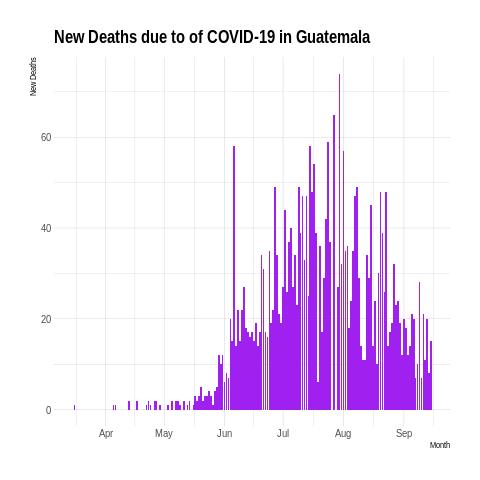 New Deaths due to of COVID-19 in Guatemala
New Deaths
60
40
20
0
Apr May Jun Jul Aug Sep
Month